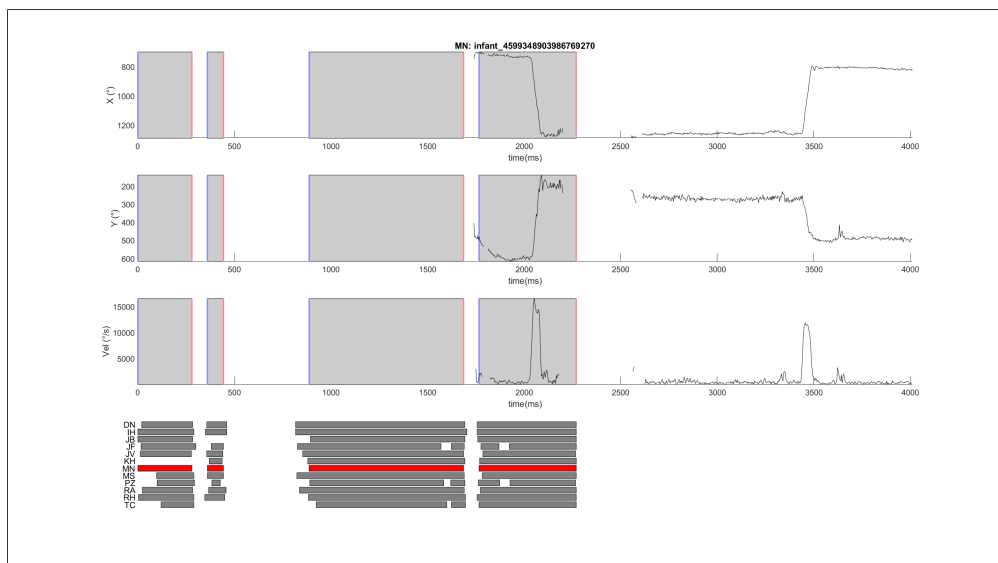 MN: infant_4599348903986769270
800
1000
1200
X (°)
0 500 1000 1500 2000 2500 3000 3500 4000
time(ms)
200
300
400
500
600
Y (°)
0 500 1000 1500 2000 2500 3000 3500 4000
time(ms)
15000
10000
5000
Vel (°/s)
0 500 1000 1500 2000 2500 3000 3500 4000
time(ms)
DN
IH
JB
JF
JV
KH
MN
MS
PZ
RA
RH
TC